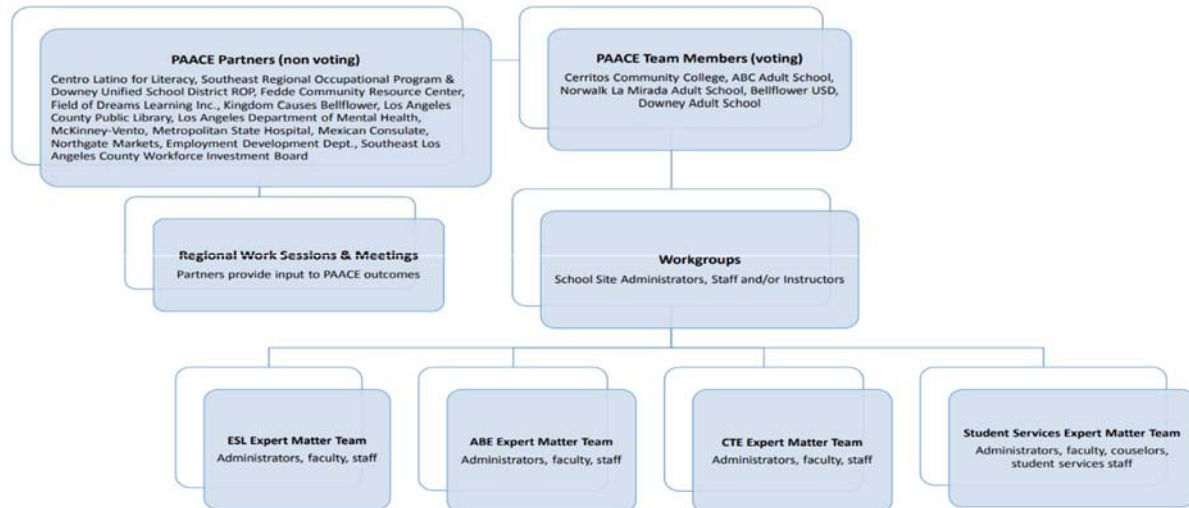 PAACE Partners (non voting)
Centro Latino for Literacy, Southeast Regional Occupational Program &
Downey Unified School District ROP, Fedde Community Resource Center,
Field of Dreams Learning Inc., Kingdom Causes Bellflower, Los Angeles
County Public Library, Los Angeles Department of Mental Health,
McKinney-Vento, Metropolitan State Hospital, Mexican Consulate,
Northgate Markets, Employment Development Dept., Southeast Los
Angeles County Workforce Investment Board
PAACE Team Members (voting)
Cerritos Community College, ABC Adult School,
Norwalk La Mirada Adult School, Bellflower USD,
Downey Adult School
Regional Work Sessions & Meetings
Partners provide input to PAACE outcomes
Workgroups
School Site Administrators, Staff and/or Instructors
ESL Expert Matter Team
Administrators, faculty, staff
ABE Expert Matter Team
Administrators, faculty, staff
CTE Expert Matter Team
Administrators, faculty, staff
Student Services Expert Matter Team
Administrators, faculty, couselors,
student services staff